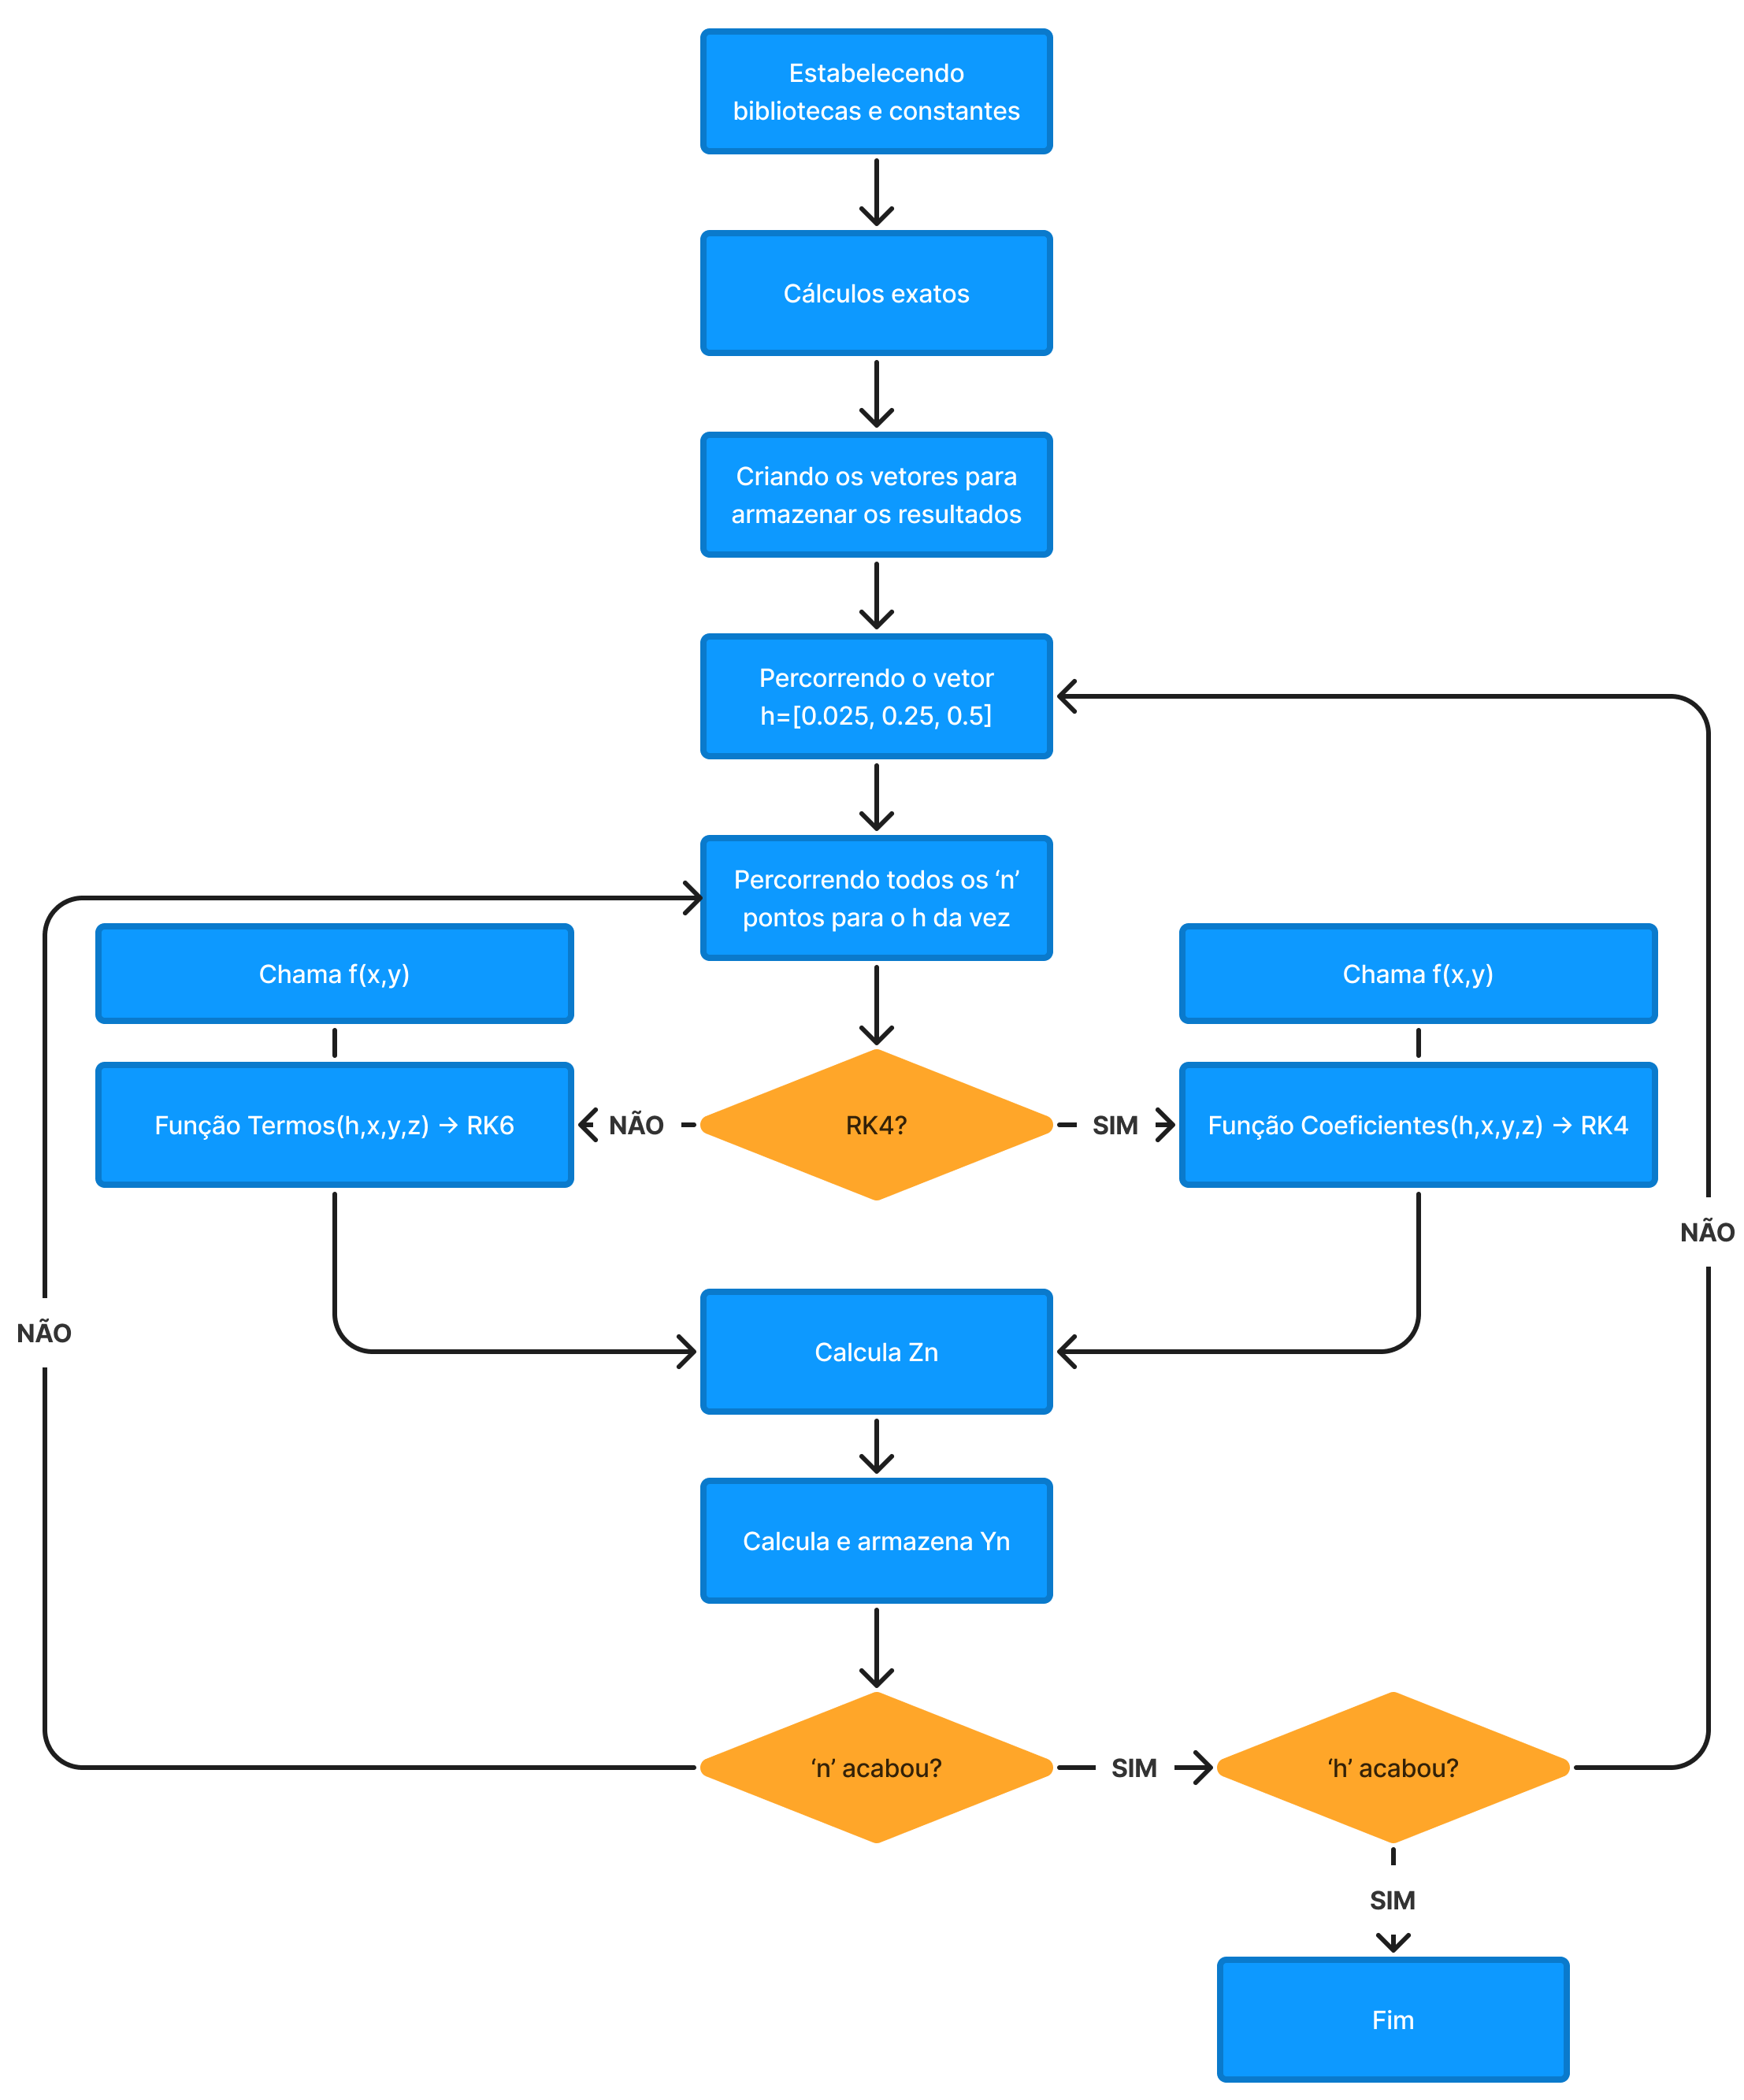 Estabelecendo
bibliotecas e constantes
Cálculos exatos
Criando os vetores para
armazenar os resultados
Percorrendo o vetor
h=[0.025, 0.25, 0.5]
Percorrendo todos os ‘n’
pontos para o h da vez
Chama f(x,y)
Chama f(x,y)
Função Termos(h,x,y,z) → RK6
NÃO
RK4?
SIM
Função Coeficientes(h,x,y,z) → RK4
NÃO
NÃO
Calcula Zn
Calcula e armazena Yn
‘n’ acabou?
SIM
‘h’ acabou?
SIM
Fim